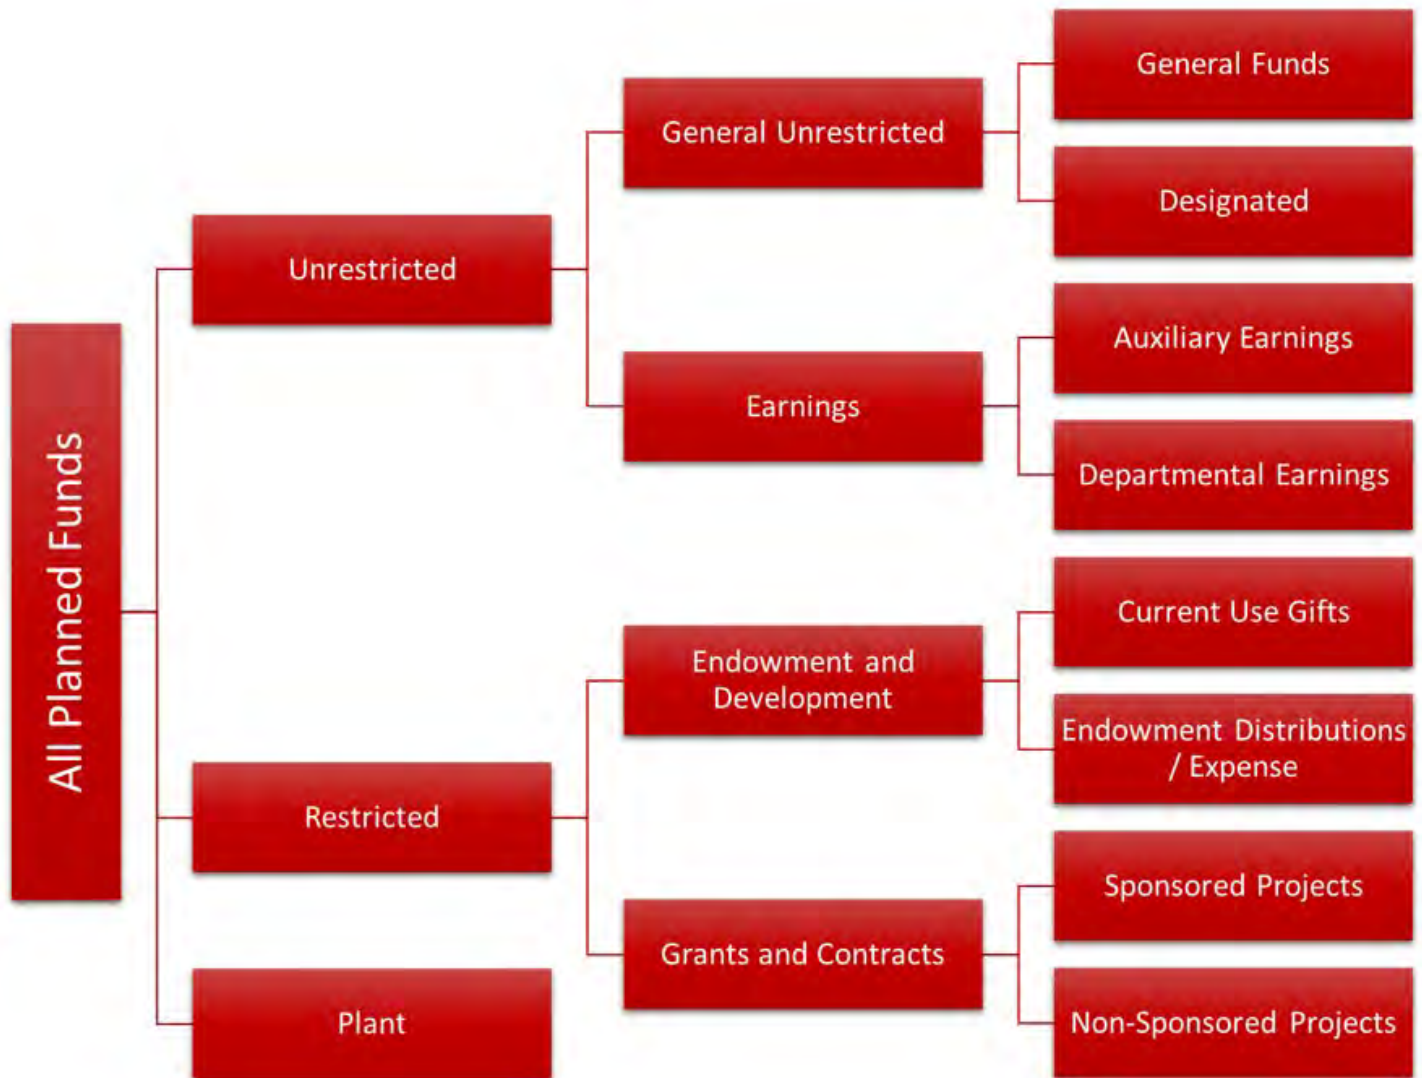 All Planned Funds
Unrestricted
General Unrestricted
General Funds
Designated
Earnings
Auxiliary Earnings
Departmental Earnings
Restricted
Endowment and
Development
Current Use Gifts
Endowment Distributions
/ Expense
Grants and Contracts
Sponsored Projects
Non-Sponsored Projects
Plant